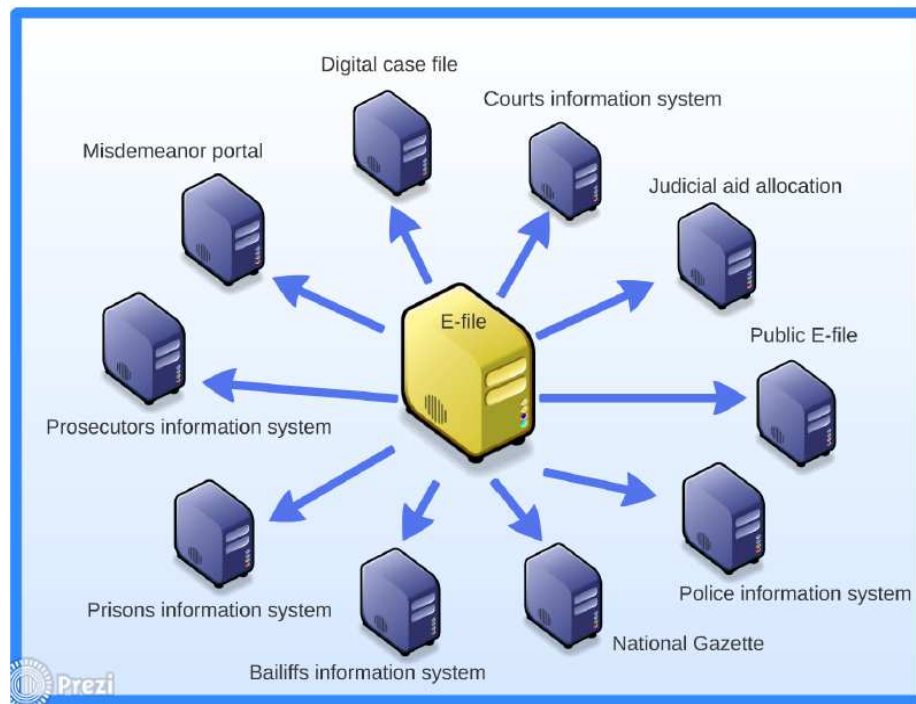 Digital case file
Courts information system
Misdemeanor portal
Judicial aid allocation
E-file
Public E-file
Prosecutors information system
Police information system
Prisons information system
National Gazette
Bailiffs information system
Prezi